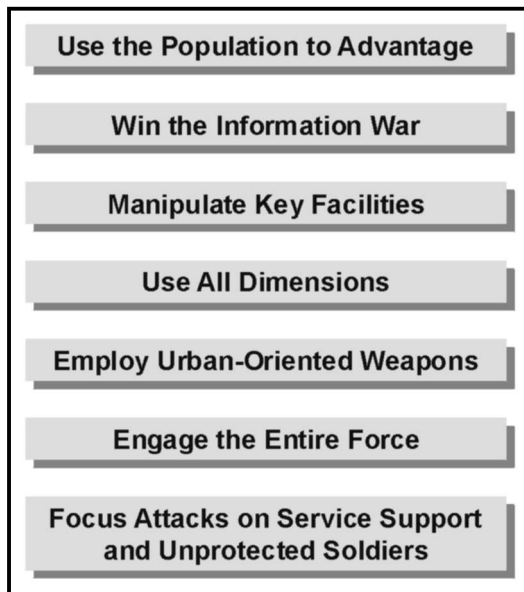 Use the Population to Advantage
Win the Information War
Manipulate Key Facilities
Use All Dimensions
Employ Urban-Oriented Weapons
Engage the Entire Force
Focus Attacks on Service Support
and Unprotected Soldiers